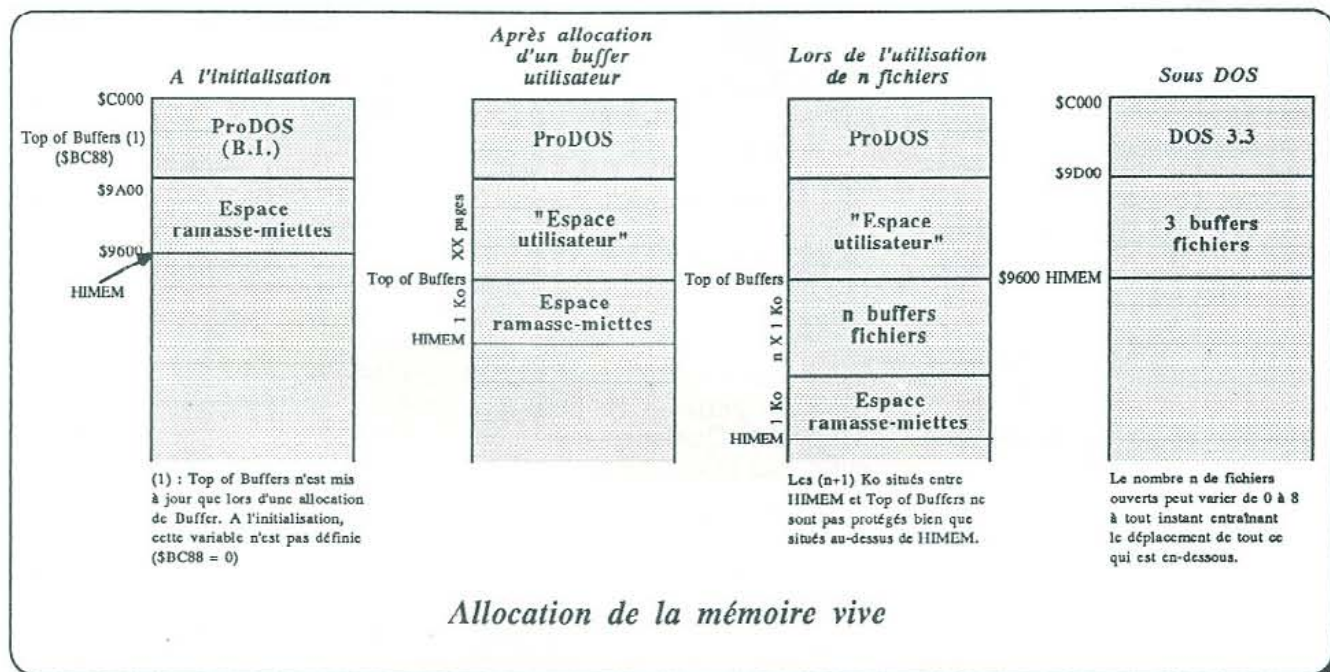 A l'initialisation
$C000
Top of Buffers (1)
($BC88)
ProDOS
(B.I.)
$9A00
Espace
ramasse-miettes
$9600
HIMEM
(1) : Top of Buffers n'est mis
à jour que lors d'une allocation
de Buffer. A l'initialisation,
cette variable n'est pas définie
($BC88 = 0)
Après allocation
d'un buffer
utilisateur
ProDOS
XX pages
"Espace
utilisateur"
Top of Buffers
1 Ko
Espace
ramasse-miettes
HIMEM
Lors de l'utilisation
de n fichiers
ProDOS
"Espace
utilisateur"
Top of Buffers
n X 1 Ko
n buffers
fichiers
1 Ko
Espace
ramasse-miettes
HIMEM
Les (n+1) Ko situés entre
HIMEM et Top of Buffers ne
sont pas protégés bien que
situés au-dessus de HIMEM.
Sous DOS
$C000
DOS 3.3
$9D00
3 buffers
fichiers
$9600 HIMEM
Le nombre n de fichiers
ouverts peut varier de 0 à 8
à tout instant entraînant
le déplacement de tout ce
qui est en-dessous.
Allocation de la mémoire vive